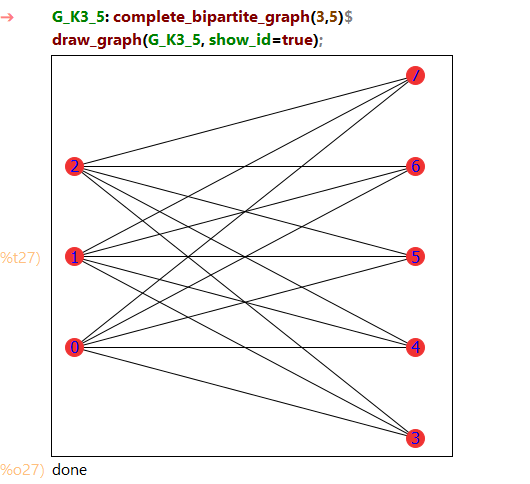 → G_K3_5: complete_bipartite_graph(3,5)$
draw_graph(G_K3_5, show_id=true);
7
2 6
%t27) 1 5
0 4
3
%o27) done